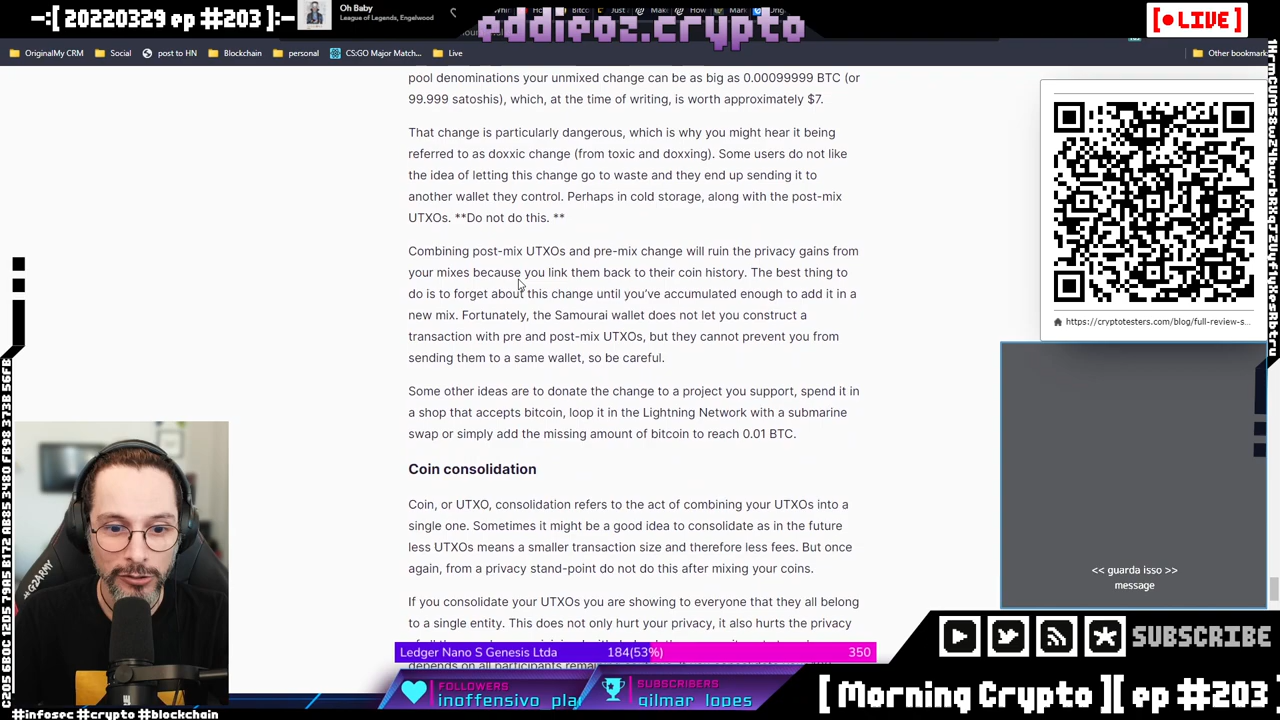 -:[ 20220329 ep #203 ]:-
Oh Baby
League of Legends, Engelwood
eddieoz.crypto
[● LIVE]
OriginalMy CRM
Social
post to HN
Blockchain
personal
CS:GO Major Match...
Live
Other bookmark
pool denominations your unmixed change can be as big as 0.00099999 BTC (or
99.999 satoshis), which, at the time of writing, is worth approximately $7.
That change is particularly dangerous, which is why you might hear it being
referred to as doxxic change (from toxic and doxxing). Some users do not like
the idea of letting this change go to waste and they end up sending it to
another wallet they control. Perhaps in cold storage, along with the post-mix
UTXOs. **Do not do this. **
Combining post-mix UTXOs and pre-mix change will ruin the privacy gains from
your mixes because you link them back to their coin history. The best thing to
do is to forget about this change until you've accumulated enough to add it in a
new mix. Fortunately, the Samourai wallet does not let you construct a
transaction with pre and post-mix UTXOs, but they cannot prevent you from
sending them to a same wallet, so be careful.
Some other ideas are to donate the change to a project you support, spend it in
a shop that accepts bitcoin, loop it in the Lightning Network with a submarine
swap or simply add the missing amount of bitcoin to reach 0.01 BTC.
Coin consolidation
Coin, or UTXO, consolidation refers to the act of combining your UTXOs into a
single one. Sometimes it might be a good idea to consolidate as in the future
less UTXOs means a smaller transaction size and therefore less fees. But once
again, from a privacy stand-point do not do this after mixing your coins.
If you consolidate your UTXOs you are showing to everyone that they all belong
to a single entity. This does not only hurt your privacy, it also hurts the privacy
https://cryptotesters.com/blog/full-review-s...
<< guarda isso >>
message
Ledger Nano S Genesis Ltda 184(53%) 350
FOLLOWERS
inoffensivo_pla
SUBSCRIBERS
gilmar_lopes
SUBSCRIBE
[ Morning Crypto ][ ep #203 ]
#infosec #crypto #blockchain